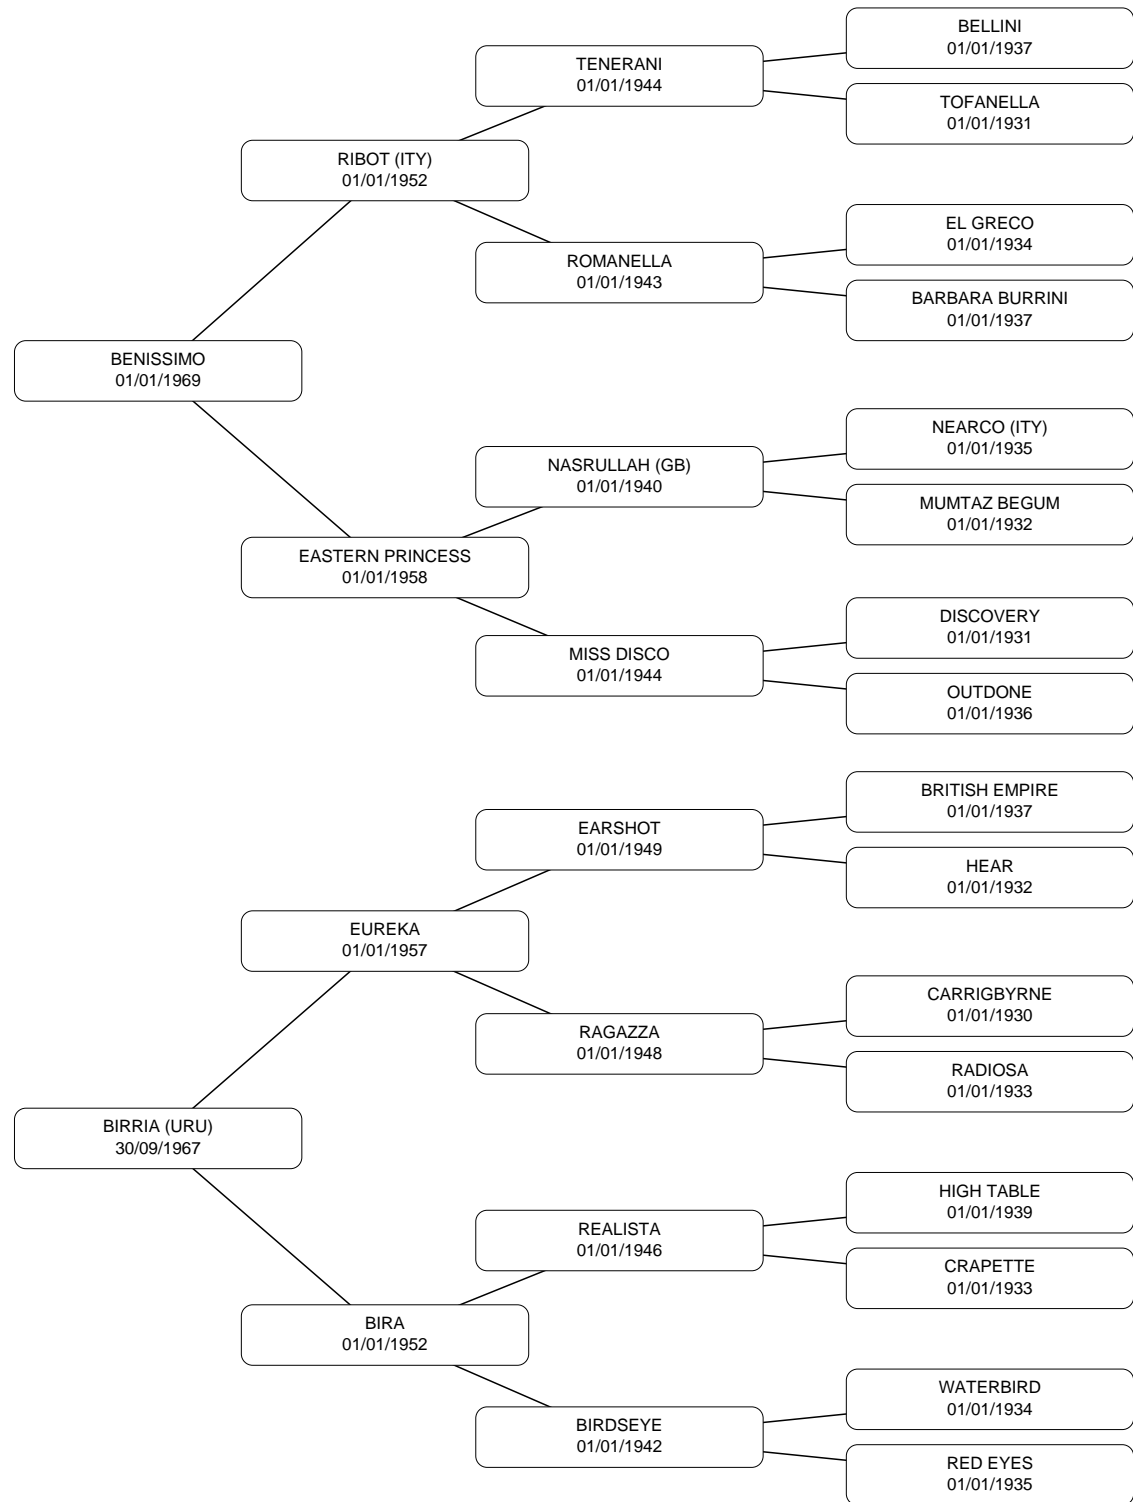 BELLINI
01/01/1937
TENERANI
01/01/1944
TOFANELLA
01/01/1931
RIBOT (ITY)
01/01/1952
EL GRECO
01/01/1934
ROMANELLA
01/01/1943
BARBARA BURRINI
01/01/1937
BENISSIMO
01/01/1969
NEARCO (ITY)
01/01/1935
NASRULLAH (GB)
01/01/1940
MUMTAZ BEGUM
01/01/1932
EASTERN PRINCESS
01/01/1958
DISCOVERY
01/01/1931
MISS DISCO
01/01/1944
OUTDONE
01/01/1936
BRITISH EMPIRE
01/01/1937
EARSHOT
01/01/1949
HEAR
01/01/1932
EUREKA
01/01/1957
CARRIGBYRNE
01/01/1930
RAGAZZA
01/01/1948
RADIOSA
01/01/1933
BIRRIA (URU)
30/09/1967
HIGH TABLE
01/01/1939
REALISTA
01/01/1946
CRAPETTE
01/01/1933
BIRA
01/01/1952
WATERBIRD
01/01/1934
BIRDSEYE
01/01/1942
RED EYES
01/01/1935